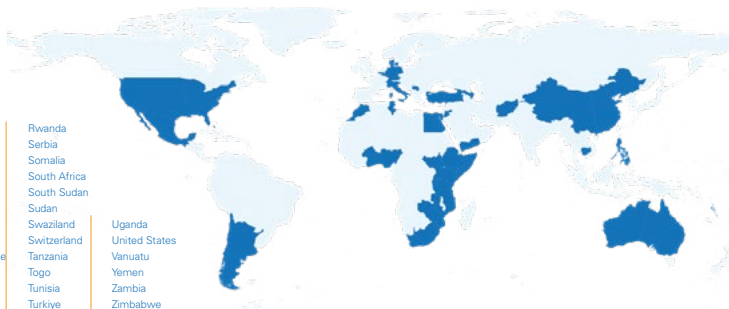 Rwanda
Serbia
Somalia
South Africa
South Sudan
Sudan
Swaziland
Switzerland
Tanzania
Togo
Tunisia
Turkiye
Uganda
United States
Vanuatu
Yemen
Zambia
Zimbabwe